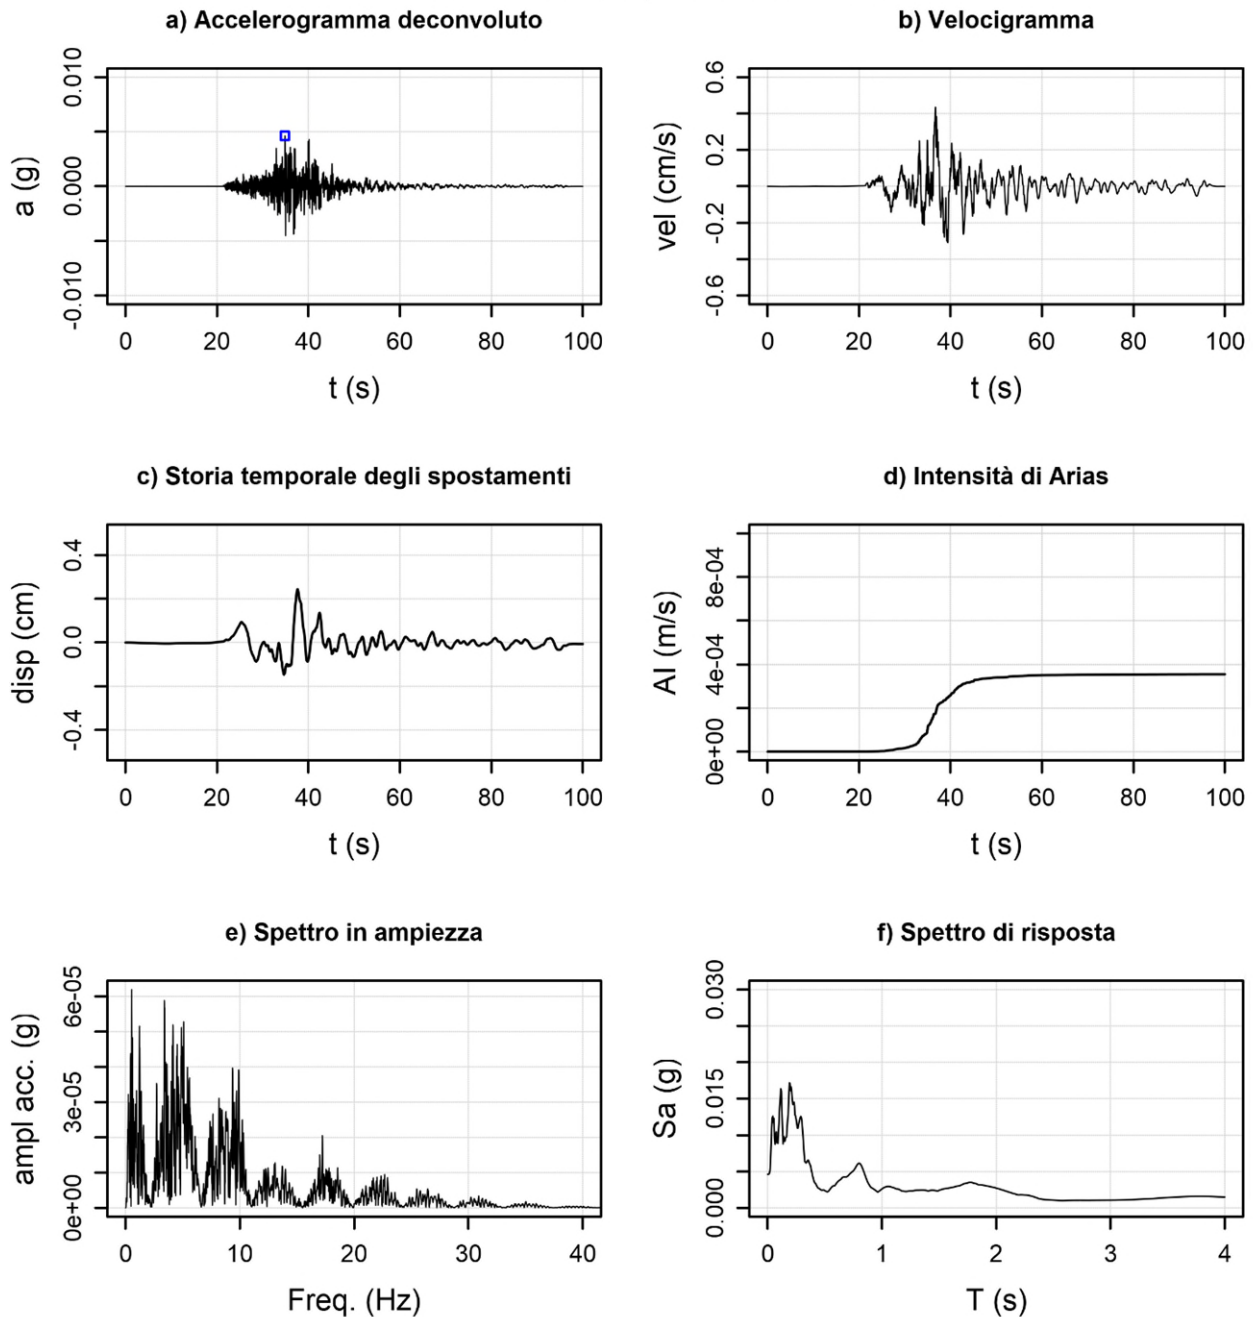 a) Accelerogramma deconvoluto
a (g)
0.010
0.000
-0.010
0 20 40 60 80 100
t (s)
b) Velocigramma
vel (cm/s)
0.6
0.2
-0.2
-0.6
0 20 40 60 80 100
t (s)
c) Storia temporale degli spostamenti
disp (cm)
0.4
0.0
-0.4
0 20 40 60 80 100
t (s)
d) Intensità di Arias
AI (m/s)
8e-04
4e-04
0e+00
0 20 40 60 80 100
t (s)
e) Spettro in ampiezza
ampl acc. (g)
6e-05
3e-05
0e+00
0 10 20 30 40
Freq. (Hz)
f) Spettro di risposta
Sa (g)
0.030
0.015
0.000
0 1 2 3 4
T (s)